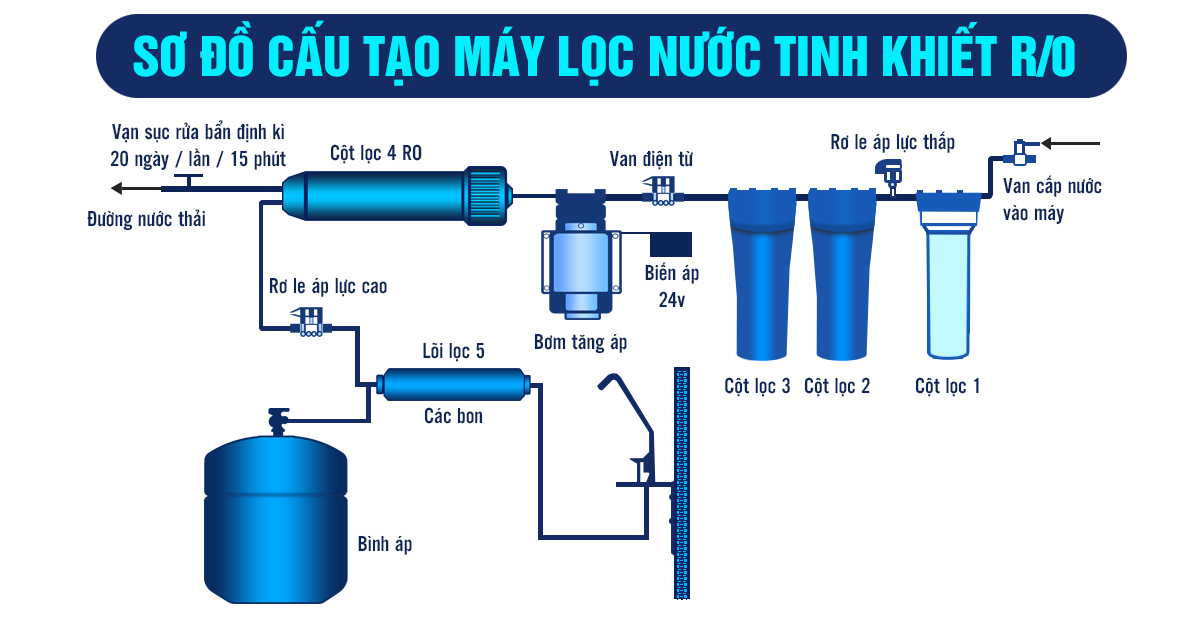 SƠ ĐỒ CẤU TẠO MÁY LỌC NƯỚC TINH KHIẾT R/O
Vạn sục rửa bẩn định kì
20 ngày / lần / 15 phút
Cột lọc 4 RO
Van điện từ
Rơ le áp lực thấp
Van cấp nước
vào máy
Đường nước thải
Rơ le áp lực cao
Biến áp
24v
Bơm tăng áp
Lõi lọc 5
Các bon
Cột lọc 3
Cột lọc 2
Cột lọc 1
Bình áp